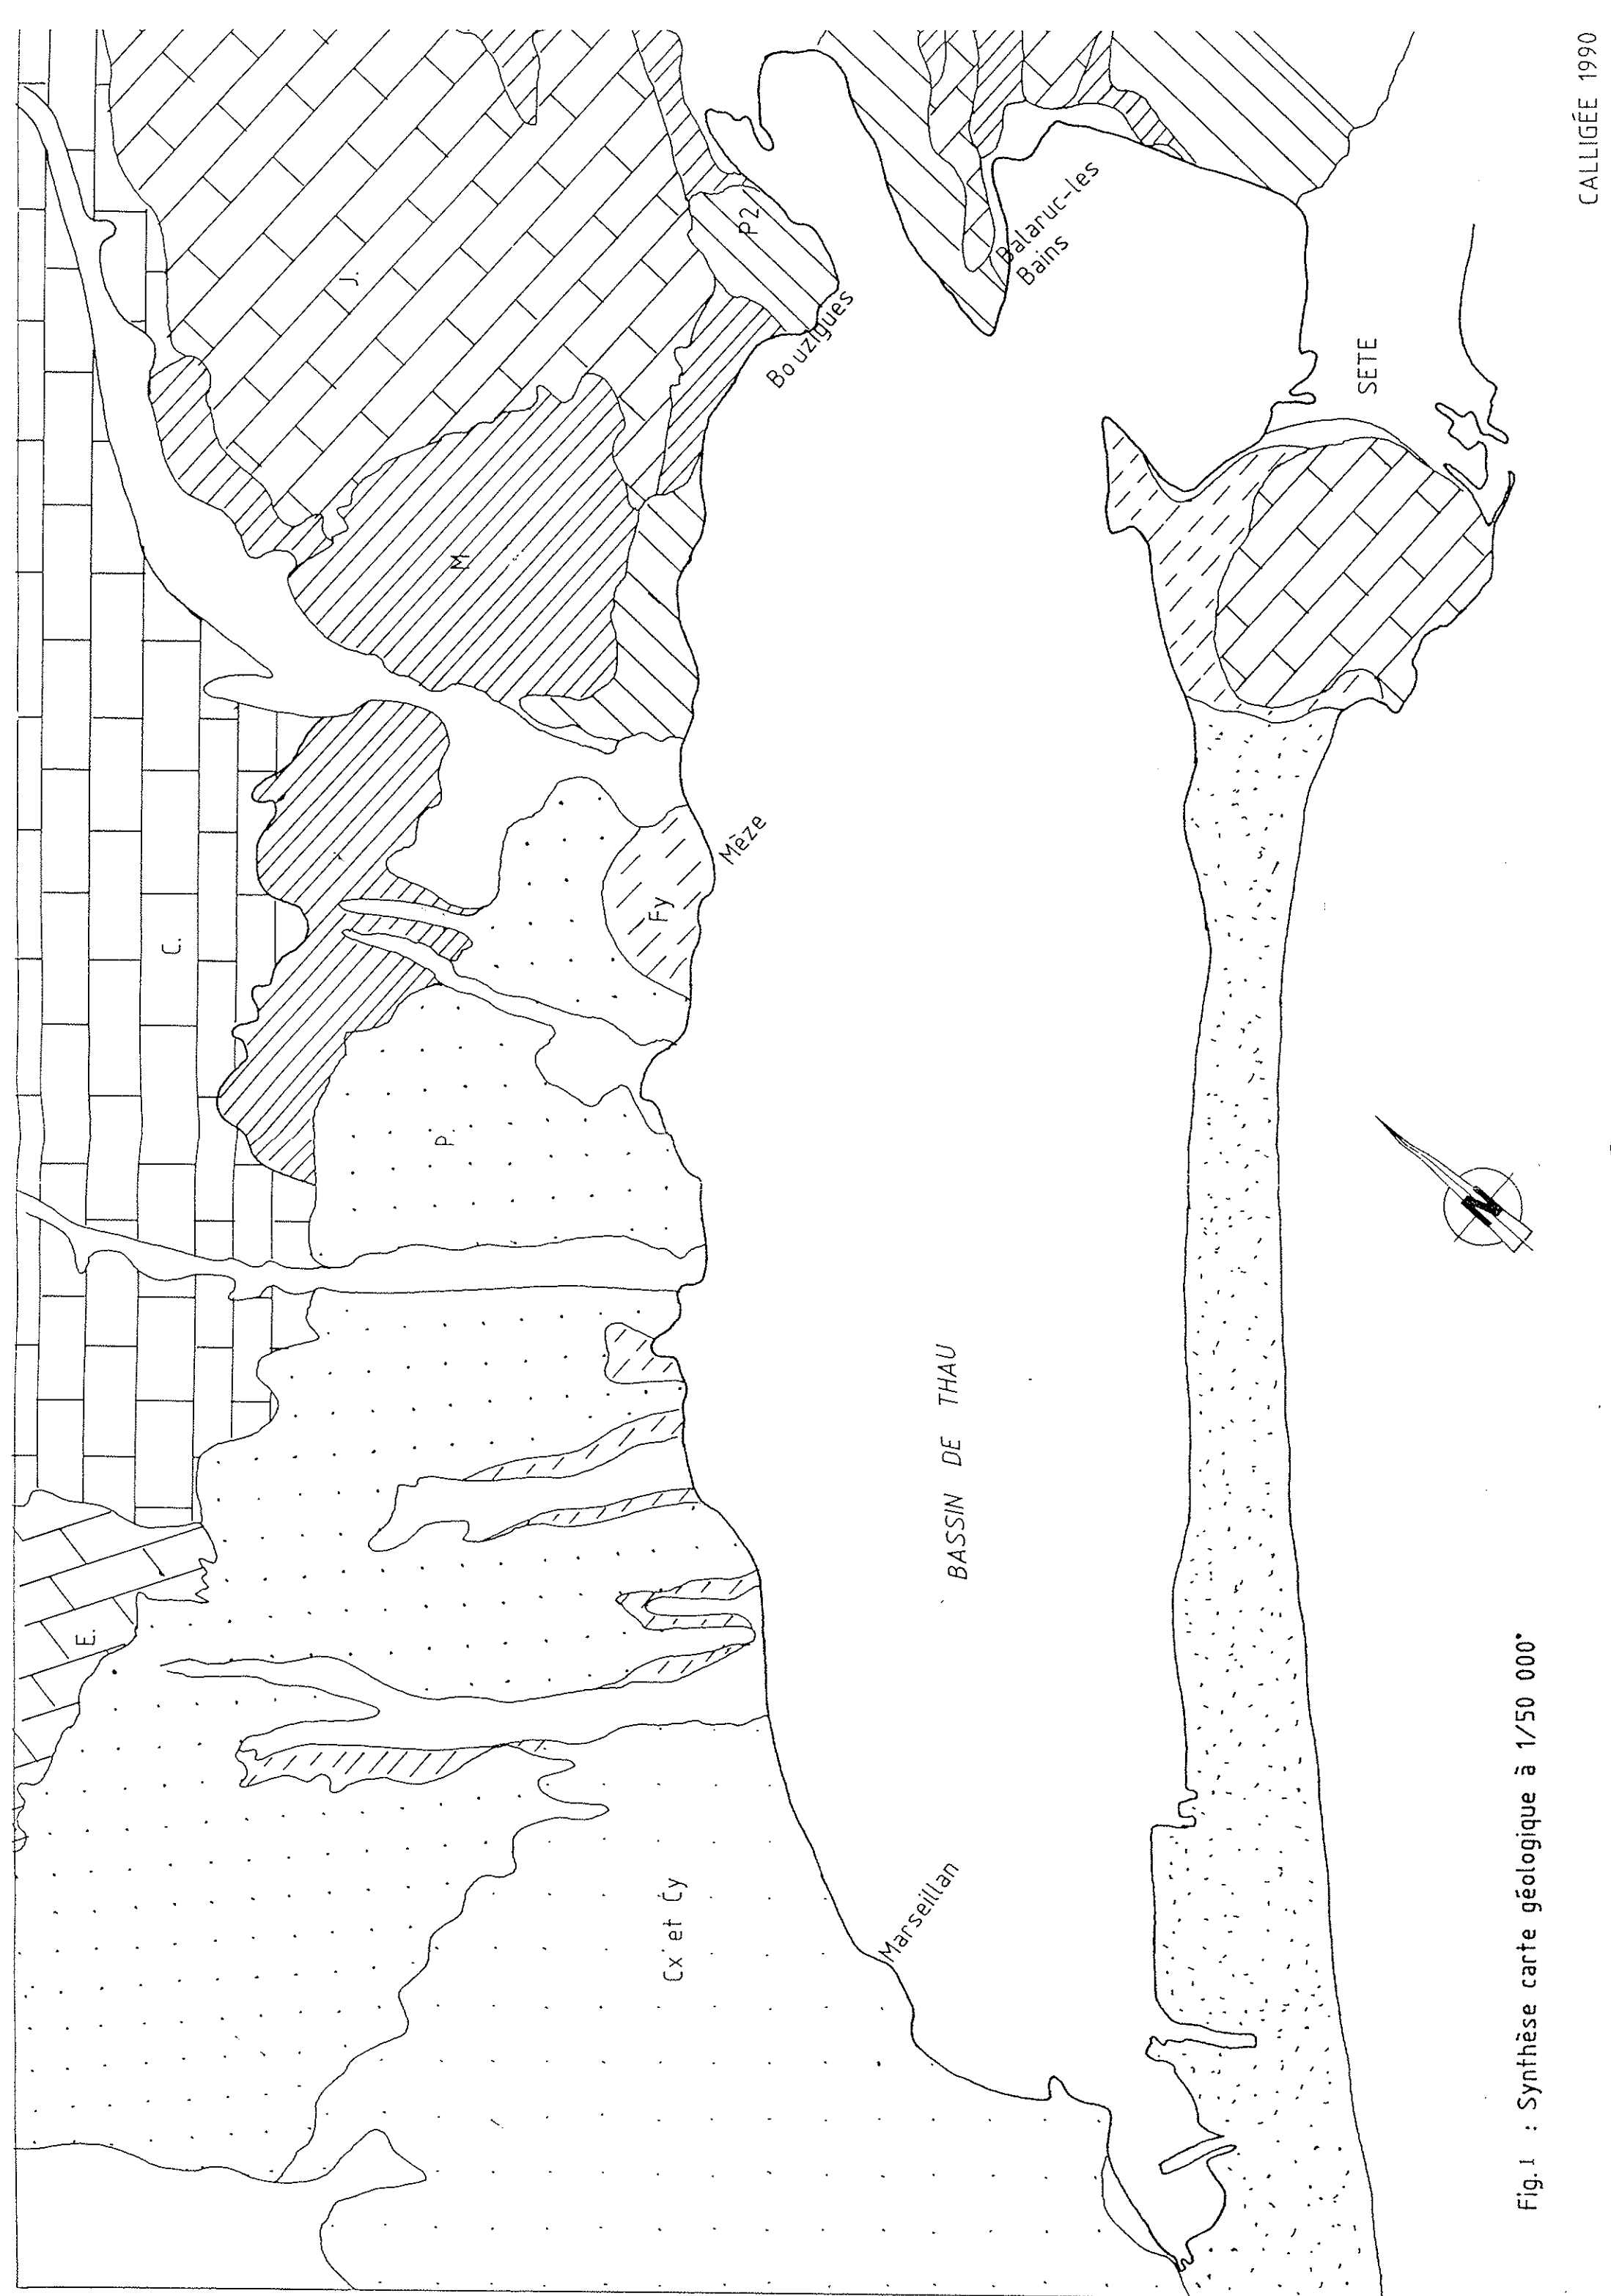 J.
P2
Bouzigues
Balaruc-les
Bains
SETE
M
C.
Mèze
Fy
P.
E.
BASSIN DE THAU
Cx et Cy
Marseillan
N
Fig.1 : Synthèse carte géologique à 1/50 000°
CALLIGÉE 1990